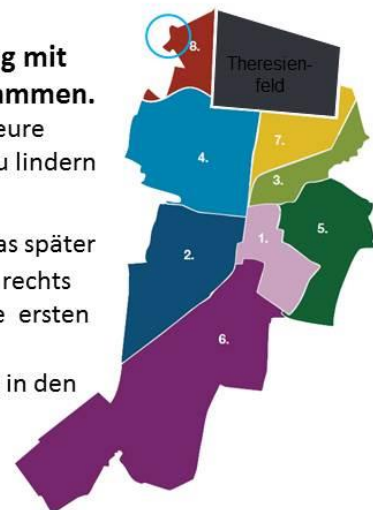 g mit
ammen.
eure
u lindern
as später
rechts
e ersten
in den
8.
Theresien-
feld
7.
4.
3.
1.
5.
2.
6.